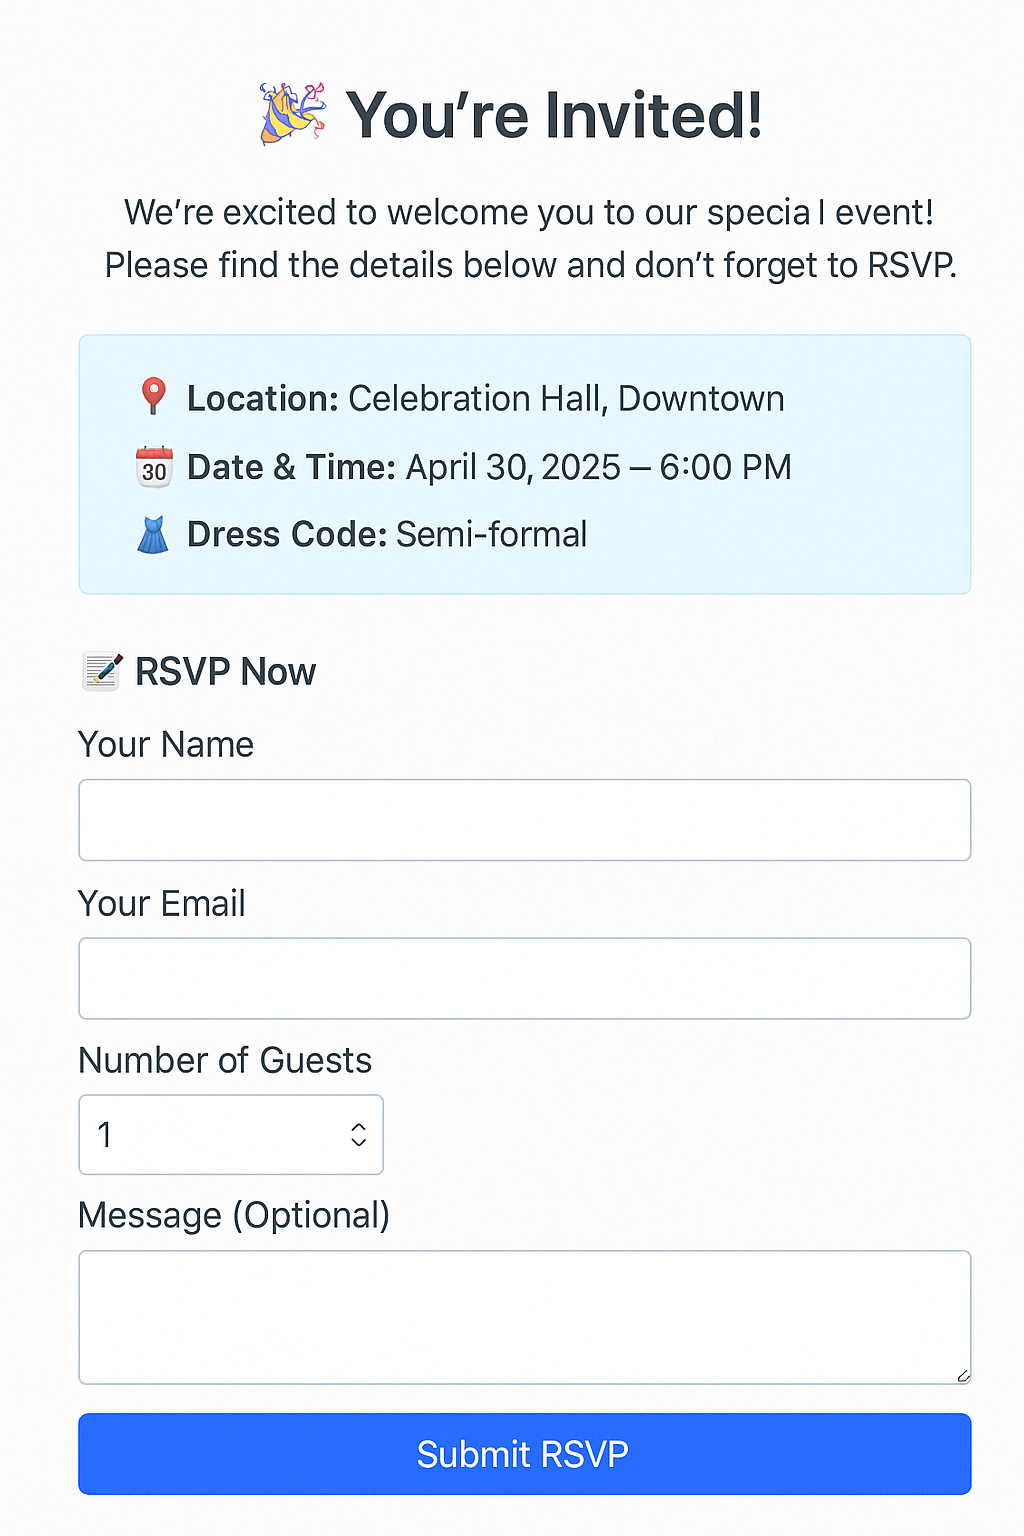 You’re Invited!
We’re excited to welcome you to our special event!
Please find the details below and don’t forget to RSVP.
Location: Celebration Hall, Downtown
30 Date & Time: April 30, 2025 – 6:00 PM
Dress Code: Semi-formal
RSVP Now
Your Name
Your Email
Number of Guests
1
Message (Optional)
Submit RSVP